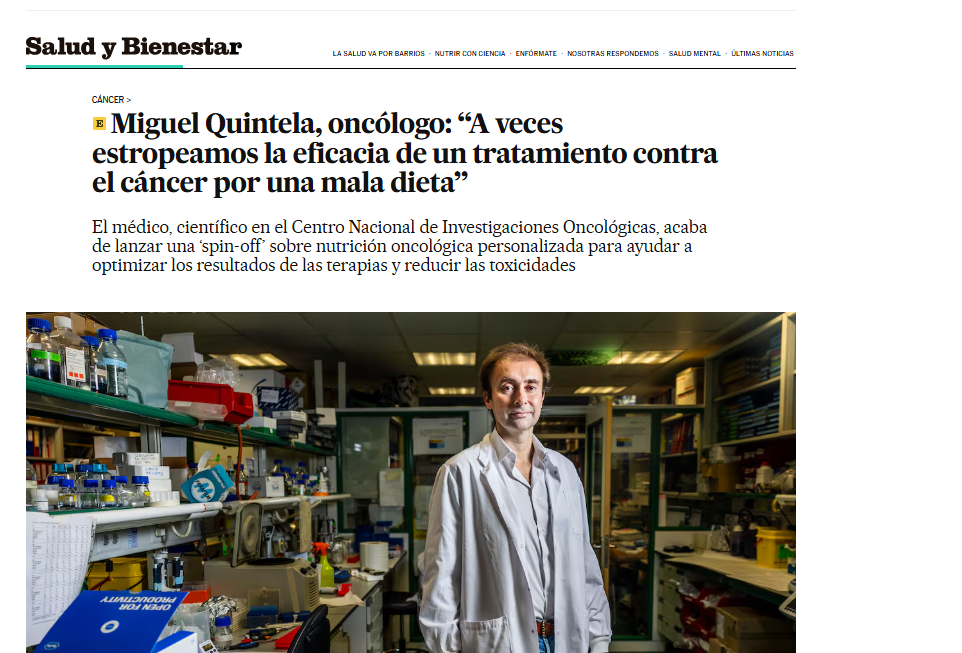 Salud y Bienestar
LA SALUD VA POR BARRIOS · NUTRIR CON CIENCIA · ENFÓRMATE · NOSOTRAS RESPONDEMOS · SALUD MENTAL · ÚLTIMAS NOTICIAS
CÁNCER >
E Miguel Quintela, oncólogo: “A veces
estropeamos la eficacia de un tratamiento contra
el cáncer por una mala dieta”
El médico, científico en el Centro Nacional de Investigaciones Oncológicas, acaba
de lanzar una ‘spin-off’ sobre nutrición oncológica personalizada para ayudar a
optimizar los resultados de las terapias y reducir las toxicidades
OPEN FOR
PRODUCTIVITY